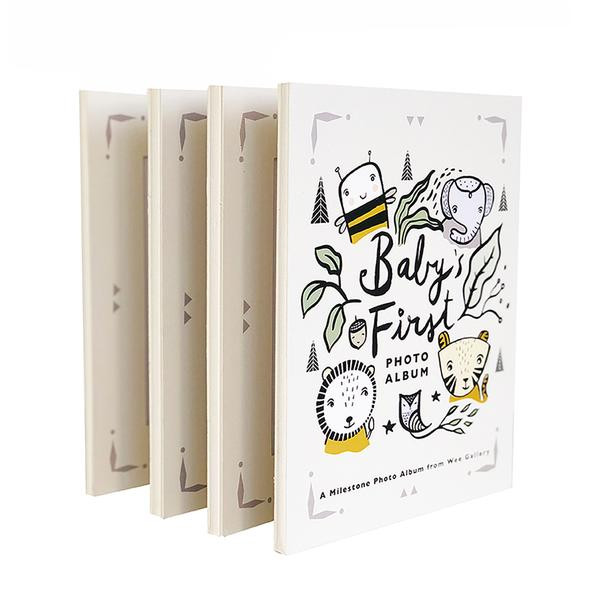 Baby's
First
PHOTO
ALBUM
A Milestone Photo Album from Wee Gallery